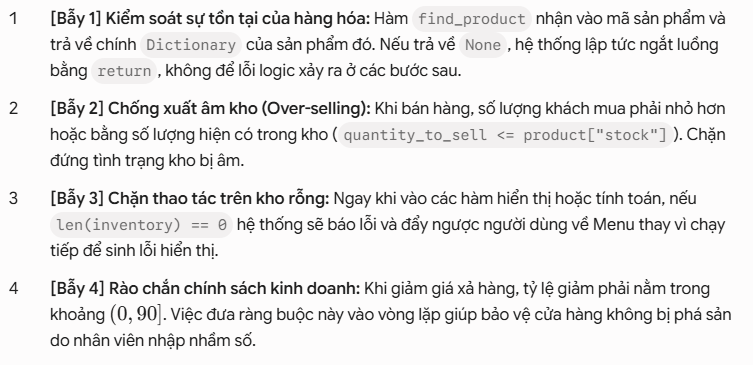 1 [Bẫy 1] Kiểm soát sự tồn tại của hàng hóa: Hàm find_product nhận vào mã sản phẩm và
trả về chính Dictionary của sản phẩm đó. Nếu trả về None, hệ thống lập tức ngắt luồng
bằng return, không để lỗi logic xảy ra ở các bước sau.
2 [Bẫy 2] Chống xuất âm kho (Over-selling): Khi bán hàng, số lượng khách mua phải nhỏ hơn
hoặc bằng số lượng hiện có trong kho (quantity_to_sell <= product["stock"]). Chặn
đứng tình trạng kho bị âm.
3 [Bẫy 3] Chặn thao tác trên kho rỗng: Ngay khi vào các hàm hiển thị hoặc tính toán, nếu
len(inventory) == 0 hệ thống sẽ báo lỗi và đẩy ngược người dùng về Menu thay vì chạy
tiếp để sinh lỗi hiển thị.
4 [Bẫy 4] Rào chắn chính sách kinh doanh: Khi giảm giá xả hàng, tỷ lệ giảm phải nằm trong
khoảng (0, 90]. Việc đưa ràng buộc này vào vòng lặp giúp bảo vệ cửa hàng không bị phá sản
do nhân viên nhập nhầm số.